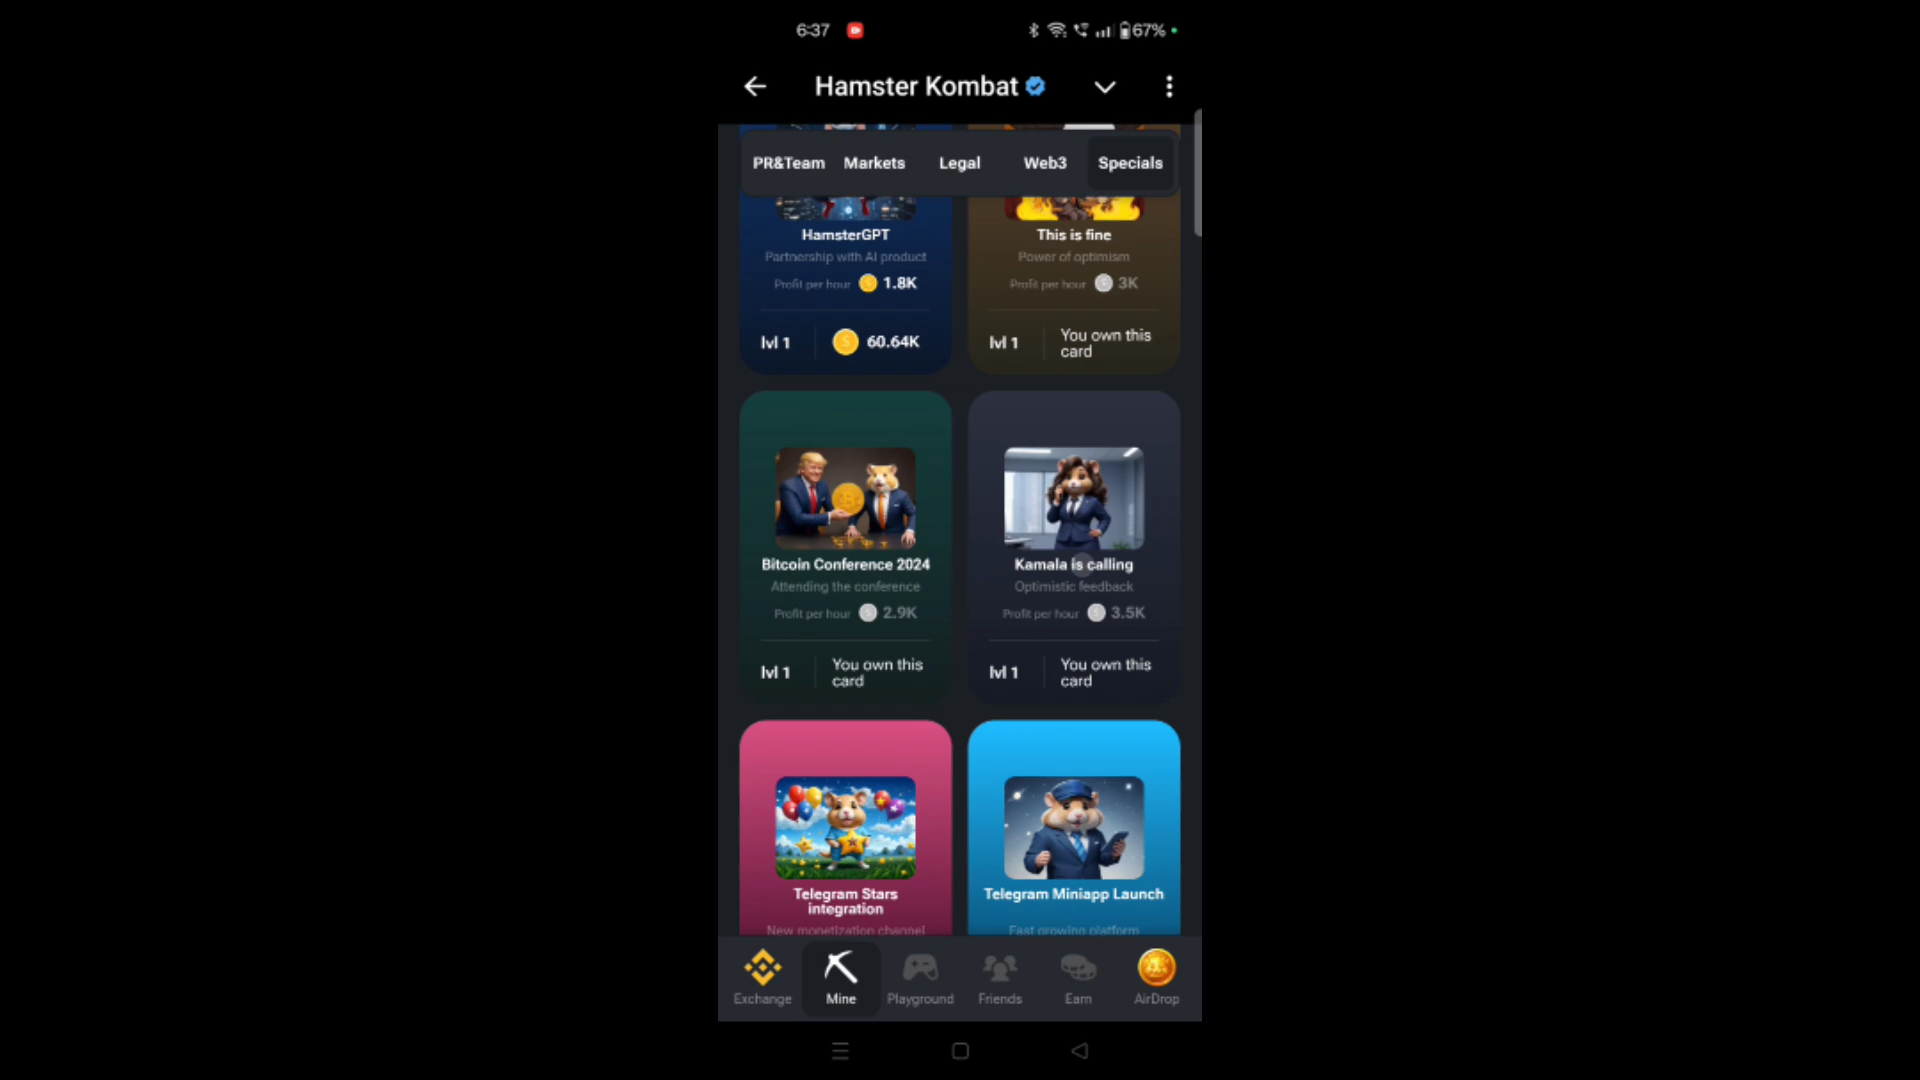 6:37
67%
Hamster Kombat
PR&Team Markets Legal Web3 Specials
HamsterGPT
Partnership with AI product
Profit per hour 1.8K
lvl 1 60.64K
This is fine
Power of optimism
Profit per hour 3K
lvl 1 You own this
card
Bitcoin Conference 2024
Attending the conference
Profit per hour 2.9K
lvl 1 You own this
card
Kamala is calling
Optimistic feedback
Profit per hour 3.5K
lvl 1 You own this
card
Telegram Stars
integration
New monetization channel
Telegram Miniapp Launch
Fast growing platform
Exchange Mine Playground Friends Earn AirDrop